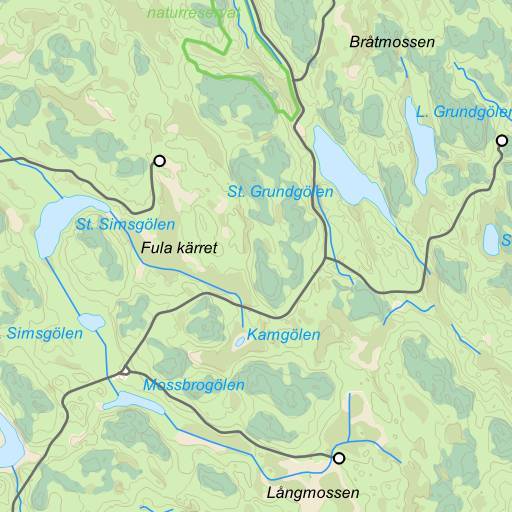 naturreservat
Bråtmossen
L. Grundgölen
St. Grundgölen
St. Simsgölen
Fula kärret
S
Simsgölen
Kamgölen
Mossbrogölen
Långmossen